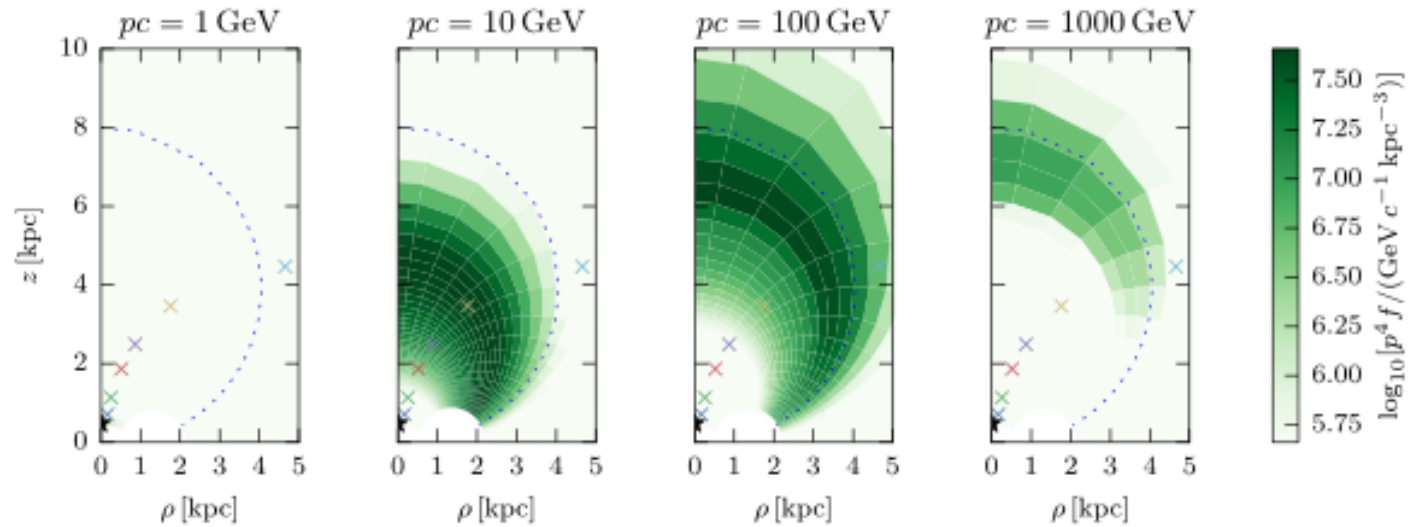 pc = 1 GeV
pc = 10 GeV
pc = 100 GeV
pc = 1000 GeV
10
8
6
4
2
0
z [kpc]
0 1 2 3 4 5
0 1 2 3 4 5
0 1 2 3 4 5
0 1 2 3 4 5
ρ [kpc]
ρ [kpc]
ρ [kpc]
ρ [kpc]
7.50
7.25
7.00
6.75
6.50
6.25
6.00
5.75
log₁₀[p⁴ f/(GeV c⁻¹ kpc⁻³)]